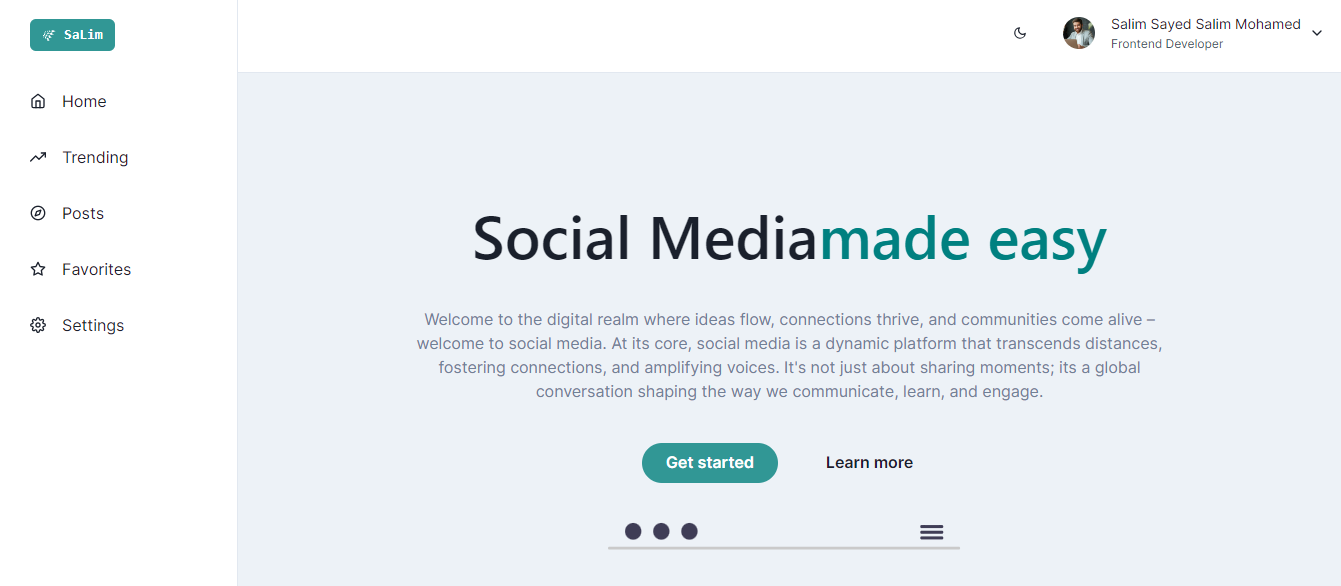 SaLim
Home
Trending
Posts
Favorites
Settings
Salim Sayed Salim Mohamed
Frontend Developer
Social Mediamade easy
Welcome to the digital realm where ideas flow, connections thrive, and communities come alive –
welcome to social media. At its core, social media is a dynamic platform that transcends distances,
fostering connections, and amplifying voices. It's not just about sharing moments; its a global
conversation shaping the way we communicate, learn, and engage.
Get started
Learn more